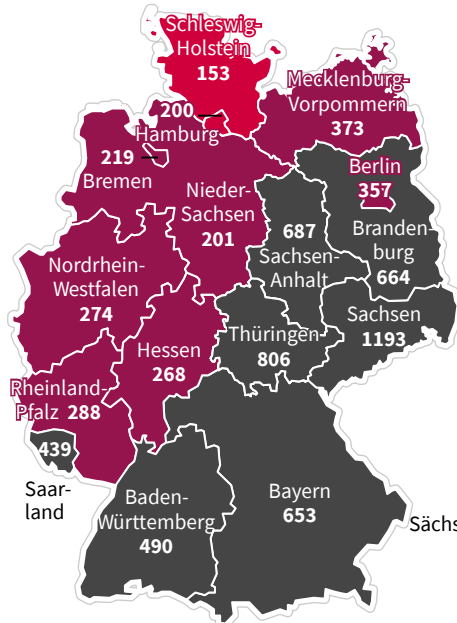 Schleswig-
Holstein
153
Mecklenburg-
Vorpommern
373
200
Hamburg
219
Bremen
Berlin
357
Nieder-
Sachsen
201
687
Sachsen-
Anhalt
Branden-
burg
664
Nordrhein-
Westfalen
274
Sachsen
1193
Thüringen
806
Hessen
268
Rheinland-
Pfalz 288
439
Saar-
land
Baden-
Württemberg
490
Bayern
653
Sächs